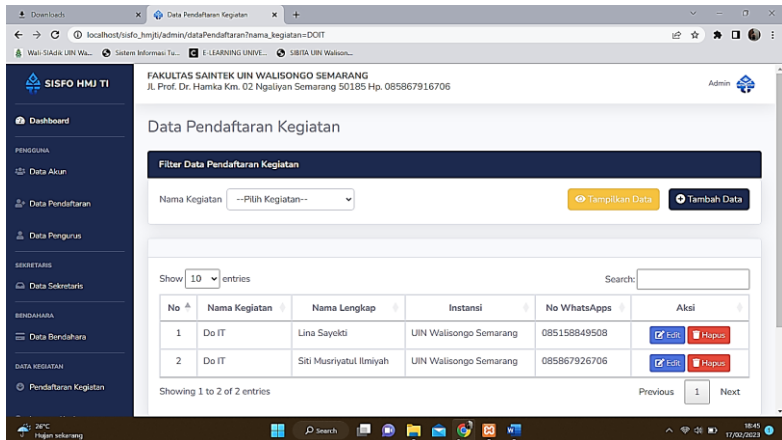 Downloads
Data Pendaftaran Kegiatan
localhost/sisfo_hmjti/admin/dataPendaftaran?nama_kegiatan=DOIT
Wali-SIAdik UIN Wa...
Sistem Informasi Tu...
E-LEARNING UNIVE...
SIBITA UIN Walison...
SISFO HMJ TI
FAKULTAS SAINTEK UIN WALISONGO SEMARANG
Jl. Prof. Dr. Hamka Km. 02 Ngaliyan Semarang 50185 Hp. 085867916706
Admin
Dashboard
PENGGUNA
Data Akun
Data Pendaftaran
Data Pengurus
SEKRETARIS
Data Sekretaris
BENDAHARA
Data Bendahara
DATA KEGIATAN
Pendaftaran Kegiatan
Data Pendaftaran Kegiatan
Filter Data Pendaftaran Kegiatan
Nama Kegiatan --Pilih Kegiatan--
Tampilkan Data
Tambah Data
Show 10 entries
Search:
No Nama Kegiatan Nama Lengkap Instansi No WhatsApps Aksi
1 Do IT Lina Sayekti UIN Walisongo Semarang 085158849508 Edit Hapus
2 Do IT Siti Musriyatul Ilmiyah UIN Walisongo Semarang 085867926706 Edit Hapus
Showing 1 to 2 of 2 entries
Previous 1 Next
26°C
Hujan sekarang
Search
18:45
17/02/2023